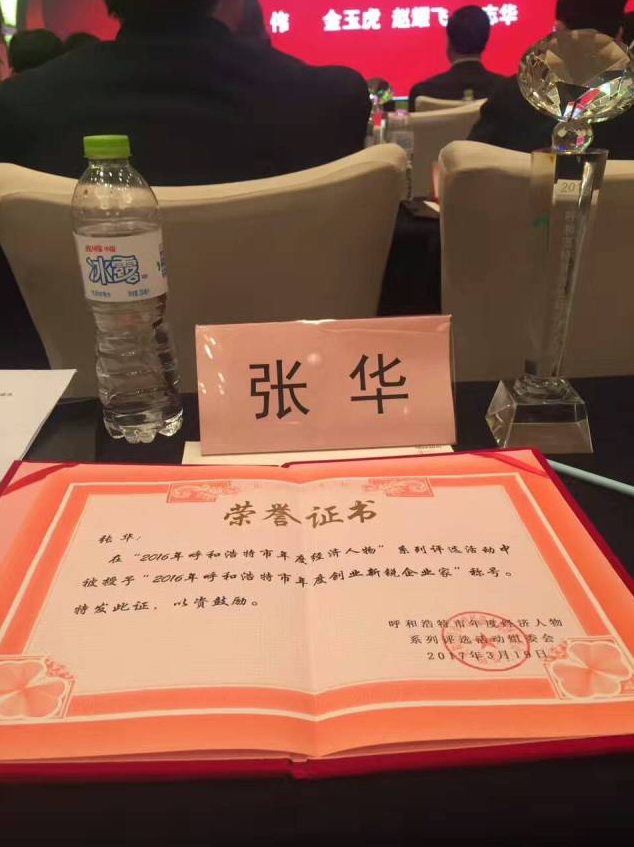 伟 金玉虎 赵耀飞 志华
冰露
张 华
荣誉证书
张华:
在“2016年呼和浩特市年度经济人物”系列评选活动中
被授予“2016年呼和浩特市年度创业新锐企业家”称号。
特发此证,以资鼓励。
呼和浩特市年度经济人物
系列评选活动组委会
2017年3月19日